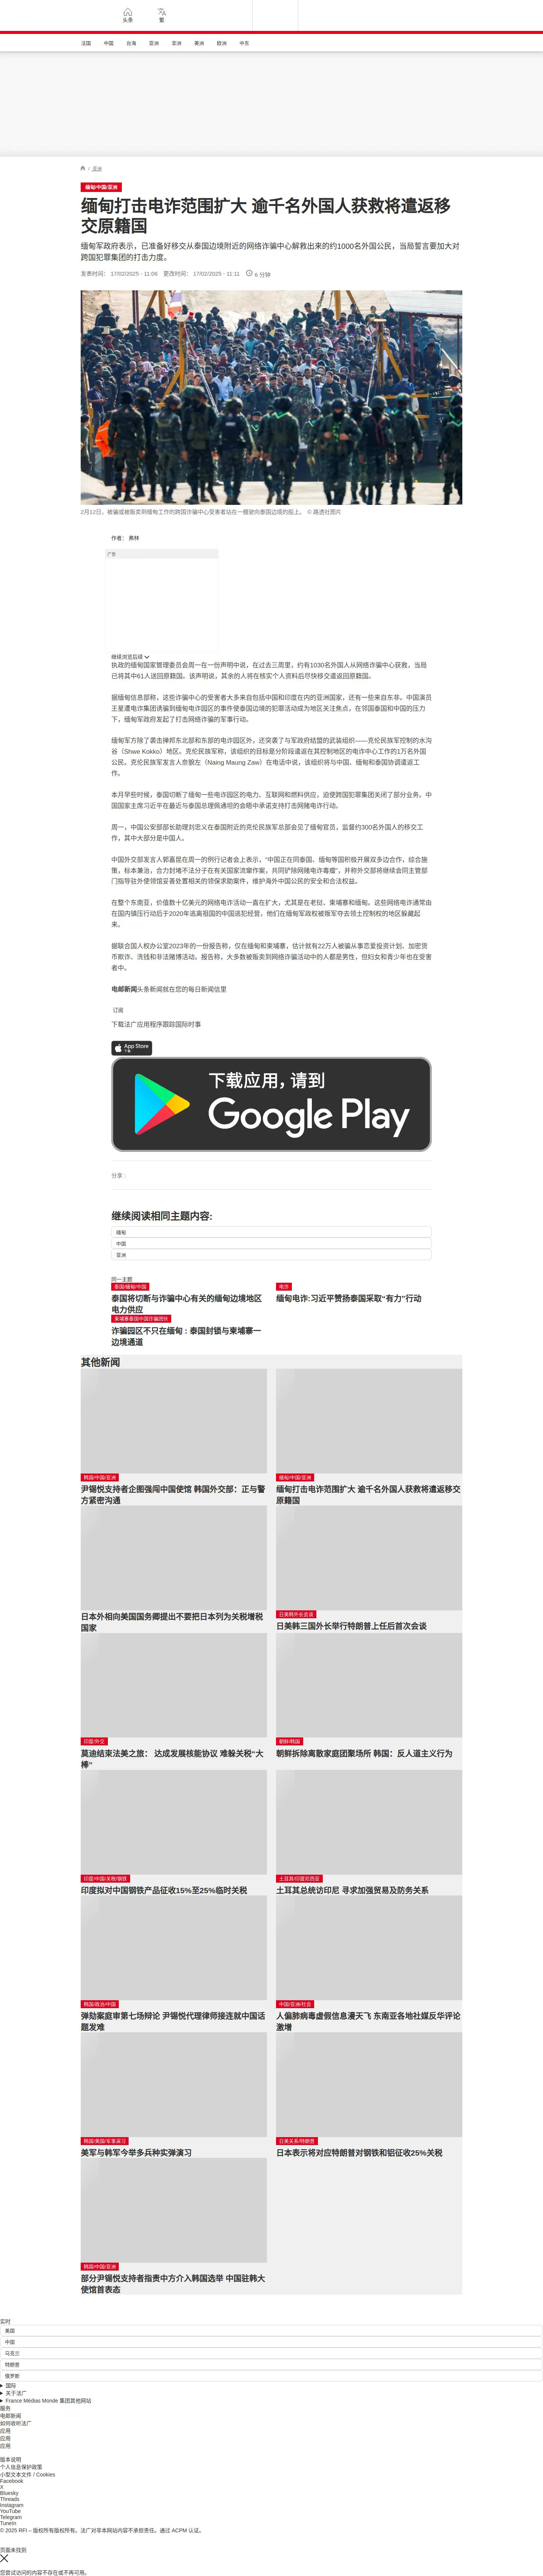 头条
繁
法国
中国
台海
亚洲
非洲
美洲
欧洲
中东
/ 亚洲
缅甸/中国/亚洲
缅甸打击电诈范围扩大 逾千名外国人获救将遣返移
交原籍国
缅甸军政府表示，已准备好移交从泰国边境附近的网络诈骗中心解救出来的约1000名外国公民，当局誓言要加大对
跨国犯罪集团的打击力度。
发表时间： 17/02/2025 - 11:06 更改时间： 17/02/2025 - 11:11 6 分钟
2月12日，被骗或被贩卖到缅甸工作的跨国诈骗中心受害者站在一艘驶向泰国边境的船上。 © 路透社图片
作者： 弗林
广告
继续浏览后续
执政的缅甸国家管理委员会周一在一份声明中说，在过去三周里，约有1030名外国人从网络诈骗中心获救，当局
已将其中61人送回原籍国。该声明说，其余的人将在核实个人资料后尽快移交遣返回原籍国。
据缅甸信息部称，这些诈骗中心的受害者大多来自包括中国和印度在内的亚洲国家，还有一些来自东非。中国演员
王星遭电诈集团诱骗到缅甸电诈园区的事件使泰国边境的犯罪活动成为地区关注焦点，在邻国泰国和中国的压力
下，缅甸军政府发起了打击网络诈骗的军事行动。
缅甸军方除了袭击掸邦东北部和东部的电诈园区外，还突袭了与军政府结盟的武装组织——克伦民族军控制的水沟
谷（Shwe Kokko）地区。克伦民族军称，该组织的目标是分阶段遣返在其控制地区的电诈中心工作的1万名外国
公民。克伦民族军发言人奈貌左（Naing Maung Zaw）在电话中说，该组织将与中国、缅甸和泰国协调遣返工
作。
本月早些时候，泰国切断了缅甸一些电诈园区的电力、互联网和燃料供应，迫使跨国犯罪集团关闭了部分业务。中
国国家主席习近平在最近与泰国总理佩通坦的会晤中承诺支持打击网赌电诈行动。
周一，中国公安部部长助理刘忠义在泰国附近的克伦民族军总部会见了缅甸官员，监督约300名外国人的移交工
作，其中大部分是中国人。
中国外交部发言人郭嘉昆在周一的例行记者会上表示，“中国正在同泰国、缅甸等国积极开展双多边合作，综合施
策，标本兼治，合力封堵不法分子在有关国家流窜作案，共同铲除网赌电诈毒瘤”，并称外交部将继续会同主管部
门指导驻外使领馆妥善处置相关的领保求助案件，维护海外中国公民的安全和合法权益。
在整个东南亚，价值数十亿美元的网络电诈活动一直在扩大，尤其是在老挝、柬埔寨和缅甸。这些网络电诈通常由
在国内镇压行动后于2020年逃离祖国的中国逃犯经营，他们在缅甸军政权被叛军夺去领土控制权的地区躲藏起
来。
据联合国人权办公室2023年的一份报告称，仅在缅甸和柬埔寨，估计就有22万人被骗从事恋爱投资计划、加密货
币欺诈、洗钱和非法赌博活动。报告称，大多数被贩卖到网络诈骗活动中的人都是男性，但妇女和青少年也在受害
者中。
电邮新闻头条新闻就在您的每日新闻信里
订阅
下载法广应用程序跟踪国际时事
App Store
下载应用，请到
Google Play
分享 :
继续阅读相同主题内容:
缅甸
中国
亚洲
同一主题
泰国/缅甸/中国
泰国将切断与诈骗中心有关的缅甸边境地区
电力供应
电诈
缅甸电诈:习近平赞扬泰国采取“有力”行动
柬埔寨泰国中国诈骗团伙
诈骗园区不只在缅甸：泰国封锁与柬埔寨一
边境通道
其他新闻
韩国/中国/亚洲
尹锡悦支持者企图强闯中国使馆 韩国外交部：正与警
方紧密沟通
缅甸/中国/亚洲
缅甸打击电诈范围扩大 逾千名外国人获救将遣返移交
原籍国
日本外相向美国国务卿提出不要把日本列为关税增税
国家
日美韩外长会谈
日美韩三国外长举行特朗普上任后首次会谈
印度/外交
莫迪结束法美之旅： 达成发展核能协议 难躲关税“大
棒”
朝鲜/韩国
朝鲜拆除离散家庭团聚场所 韩国：反人道主义行为
印度/中国/关税/钢铁
印度拟对中国钢铁产品征收15%至25%临时关税
土耳其/印度尼西亚
土耳其总统访印尼 寻求加强贸易及防务关系
韩国/政治/中国
弹劾案庭审第七场辩论 尹锡悦代理律师接连就中国话
题发难
中国/亚洲/社会
人偏肺病毒虚假信息漫天飞 东南亚各地社媒反华评论
激增
韩国/美国/军事演习
美军与韩军今举多兵种实弹演习
日美关系/特朗普
日本表示将对应特朗普对钢铁和铝征收25%关税
韩国/中国/亚洲
部分尹锡悦支持者指责中方介入韩国选举 中国驻韩大
使馆首表态
实时
美国
中国
乌克兰
特朗普
俄罗斯
国际
关于法广
France Médias Monde 集团其他网站
服务
电邮新闻
如何收听法广
应用
应用
应用
版本说明
个人信息保护政策
小型文本文件 / Cookies
Facebook
X
Bluesky
Threads
Instagram
YouTube
Telegram
TuneIn
© 2025 RFI – 版权所有版权所有。法广对非本网站内容不承担责任。通过 ACPM 认证。
页面未找到
您尝试访问的内容不存在或不再可用。